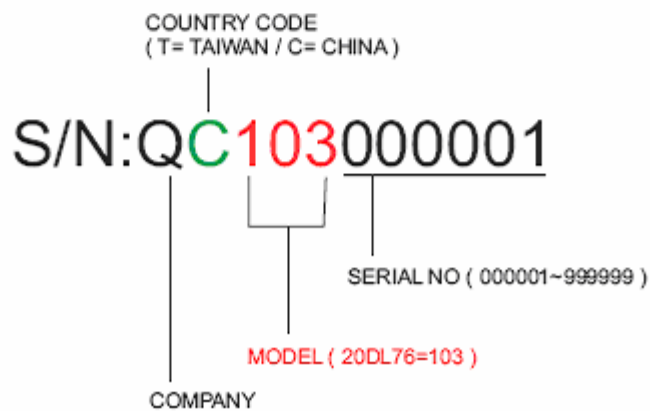 COUNTRY CODE
( T= TAIWAN / C= CHINA )
S/N:QC103000001
SERIAL NO ( 000001~999999 )
MODEL ( 20DL76=103 )
COMPANY